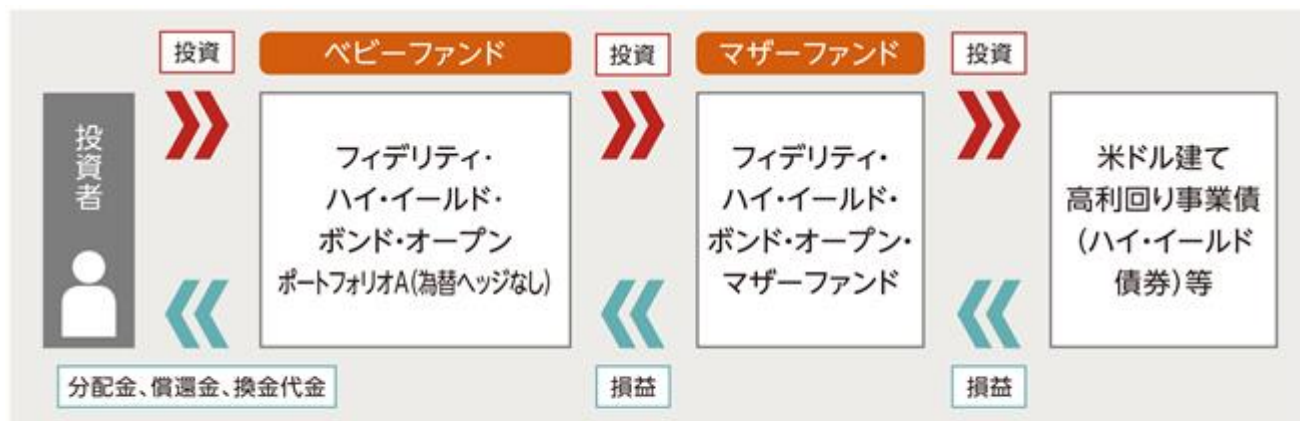 投資
ベビーファンド
投資
マザーファンド
投資
投資者
フィデリティ・
ハイ・イールド・
ボンド・オープン
ポートフォリオA(為替ヘッジなし)
フィデリティ・
ハイ・イールド・
ボンド・オープン・
マザーファンド
米ドル建て
高利回り事業債
(ハイ・イールド
債券)等
分配金、償還金、換金代金
損益
損益